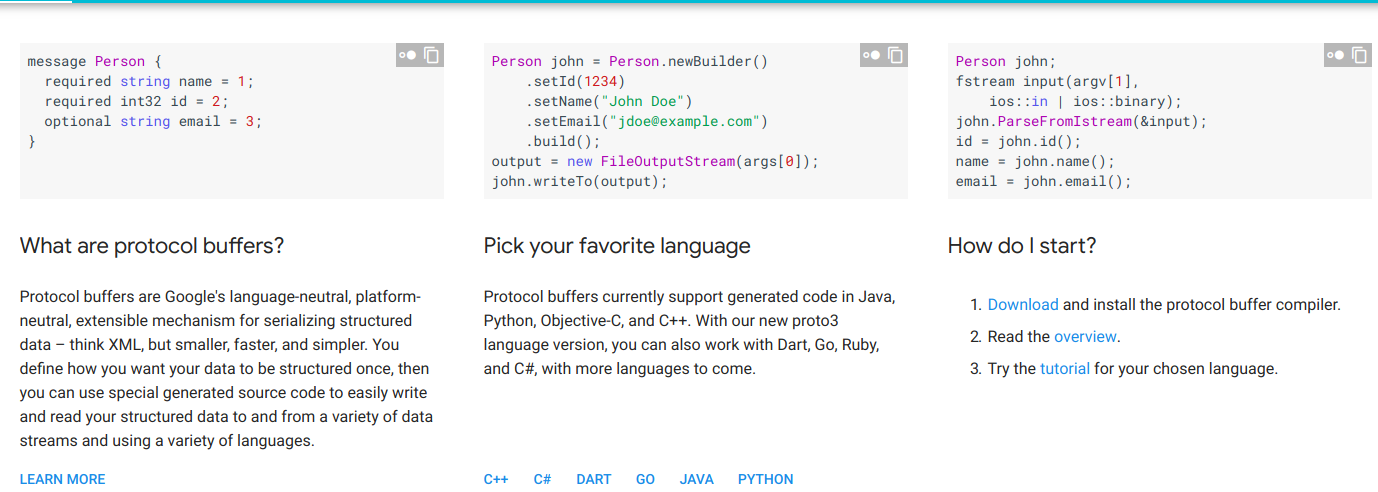 message Person {
  required string name = 1;
  required int32 id = 2;
  optional string email = 3;
}
What are protocol buffers?
Protocol buffers are Google's language-neutral, platform-
neutral, extensible mechanism for serializing structured
data – think XML, but smaller, faster, and simpler. You
define how you want your data to be structured once, then
you can use special generated source code to easily write
and read your structured data to and from a variety of data
streams and using a variety of languages.
LEARN MORE
Person john = Person.newBuilder()
    .setId(1234)
    .setName("John Doe")
    .setEmail("jdoe@example.com")
    .build();
output = new FileOutputStream(args[0]);
john.writeTo(output);
Pick your favorite language
Protocol buffers currently support generated code in Java,
Python, Objective-C, and C++. With our new proto3
language version, you can also work with Dart, Go, Ruby,
and C#, with more languages to come.
C++ C# DART GO JAVA PYTHON
Person john;
fstream input(argv[1],
    ios::in | ios::binary);
john.ParseFromIstream(&input);
id = john.id();
name = john.name();
email = john.email();
How do I start?
1. Download and install the protocol buffer compiler.
2. Read the overview.
3. Try the tutorial for your chosen language.